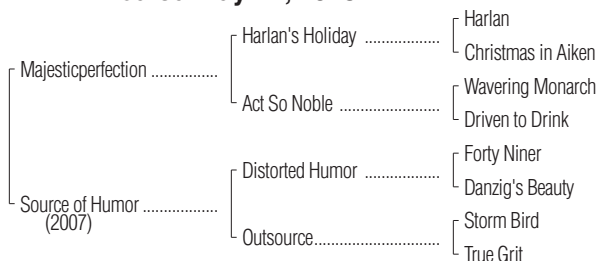 Harlan
Harlan's Holiday ....................
Christmas in Aiken
Majesticperfection ................
Wavering Monarch
Act So Noble ...........................
Driven to Drink
Forty Niner
Distorted Humor ....................
Danzig's Beauty
Source of Humor ..................
(2007)
Storm Bird
Outsource.................................
True Grit